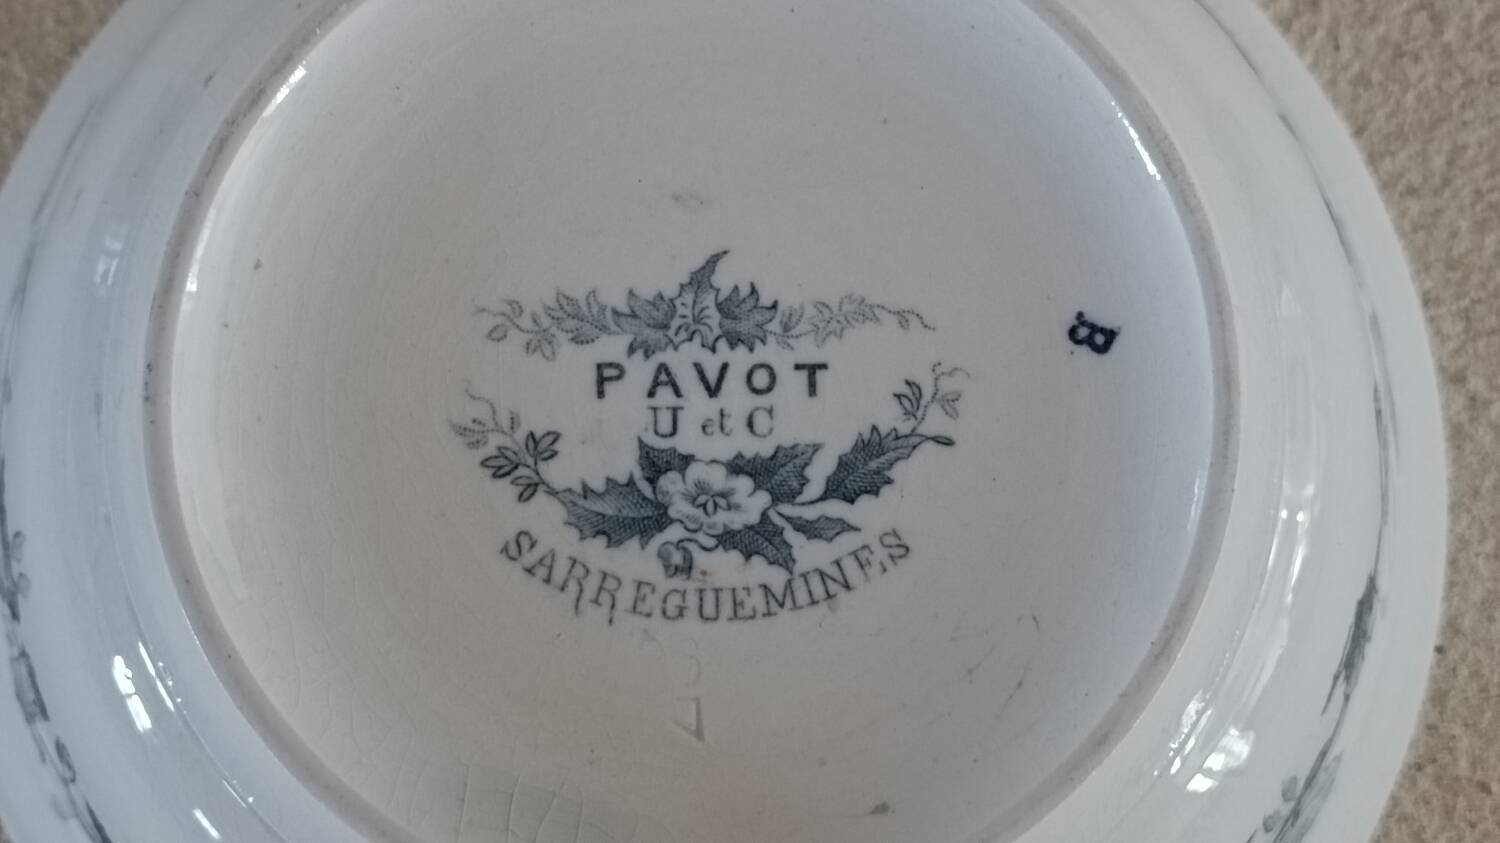 PAVOT
U et C
SARREGUEMINES
B